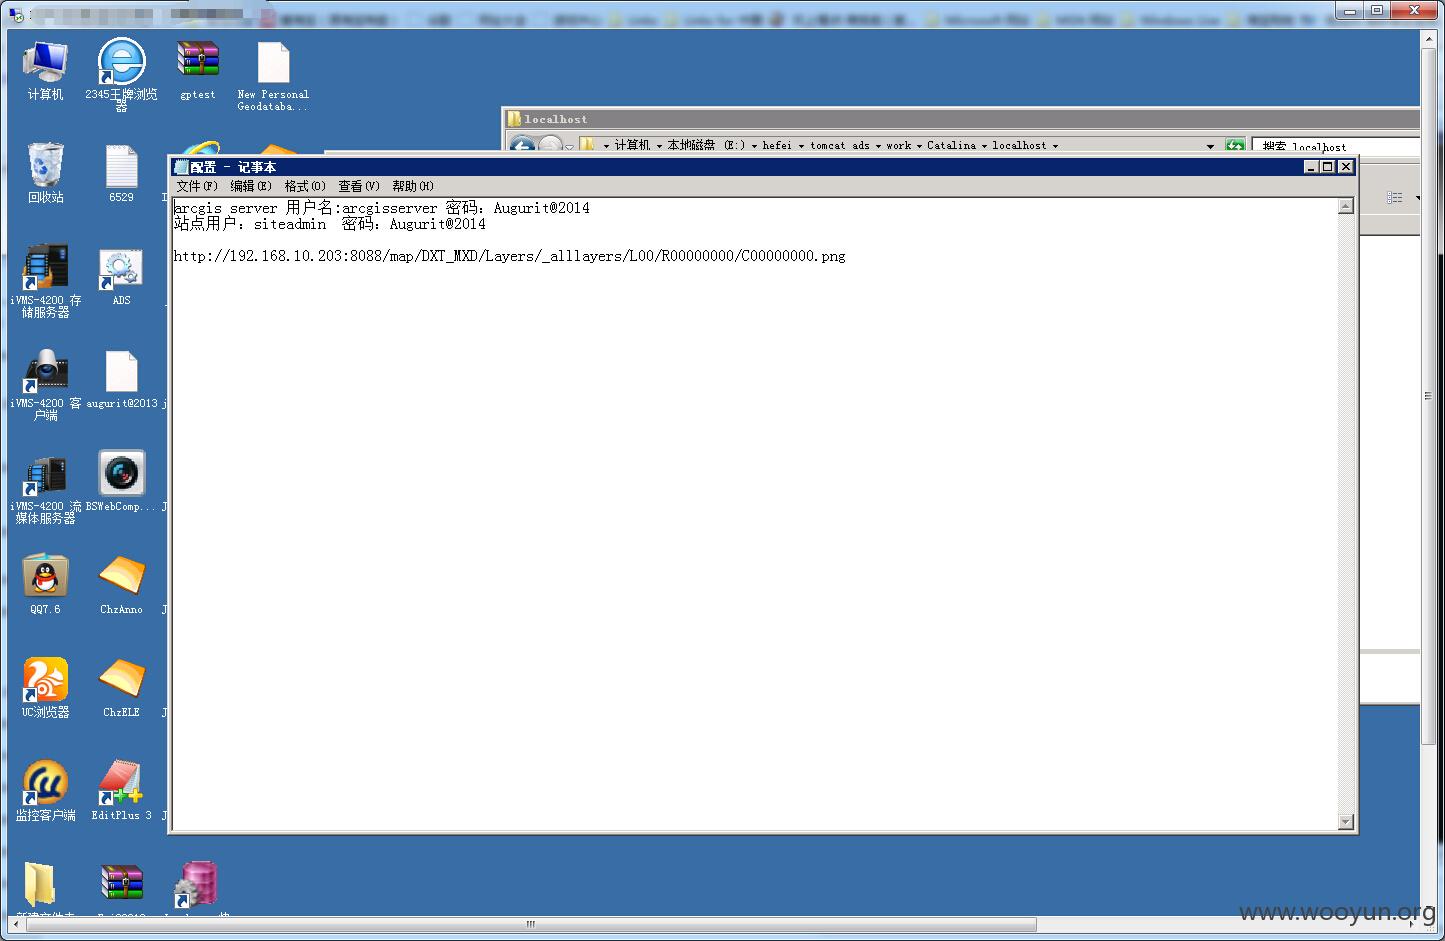 计算机
2345王牌浏览
器
gptest
New Personal
Geodataba...
回收站
6529
iVMS-4200 存
储服务器
ADS
iVMS-4200 客
户端
augurit@2013
iVMS-4200 流
媒体服务器
BSWebComp...
QQ7.6
ChzAnno
UC浏览器
ChzELE
监控客户端
EditPlus 3
localhost
计算机 本地磁盘 (E:) hefei tomcat ads work Catalina localhost
搜索 localhost
配置 - 记事本
文件(F) 编辑(E) 格式(O) 查看(V) 帮助(H)
arcgis server 用户名:arcgisserver 密码：Augurit@2014
站点用户：siteadmin 密码：Augurit@2014
http://192.168.10.203:8088/map/DXT_MXD/Layers/_alllayers/L00/R00000000/C00000000.png
www.wooyun.org